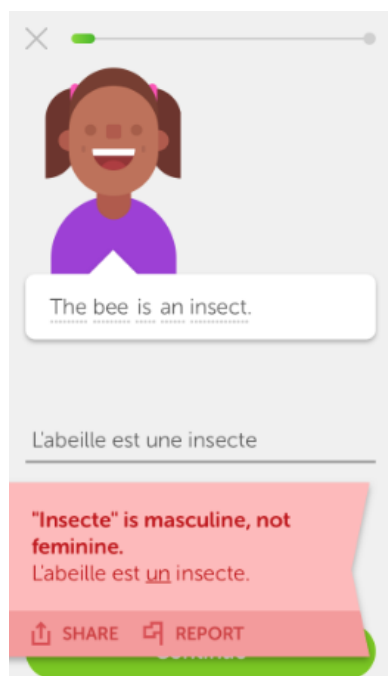 The bee is an insect.
L'abeille est une insecte
"Insecte" is masculine, not
feminine.
L'abeille est un insecte.
SHARE REPORT
Continue